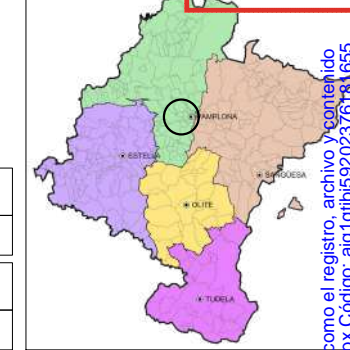 PAMPLONA
ESTELLA
SANGÜESA
OLITE
TUDELA
como el registro, archivo y contenido